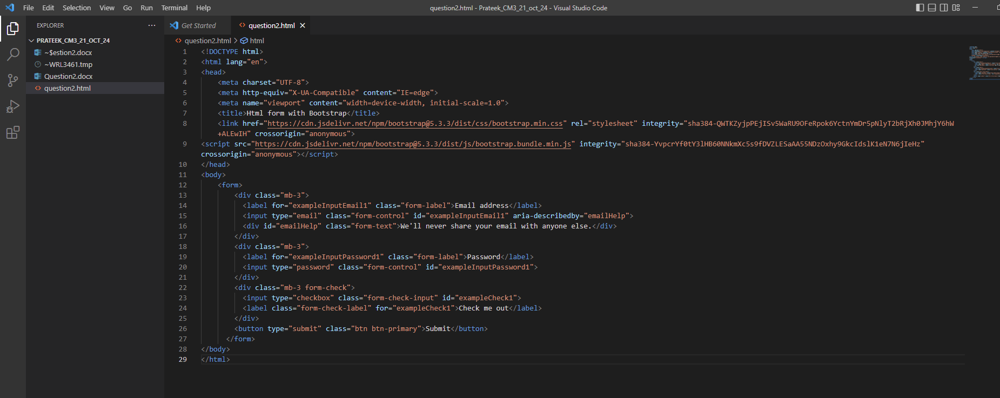 File Edit Selection View Go Run Terminal Help
question2.html - Prateek_CM3_21_oct_24 - Visual Studio Code
EXPLORER
PRATEEK_CM3_21_OCT_24
~$estion2.docx
~WRL3461.tmp
Question2.docx
question2.html
Get Started
question2.html
question2.html > html
1 <!DOCTYPE html>
2 <html lang="en">
3 <head>
4 <meta charset="UTF-8">
5 <meta http-equiv="X-UA-Compatible" content="IE=edge">
6 <meta name="viewport" content="width=device-width, initial-scale=1.0">
7 <title>Html form with Bootstrap</title>
8 <link href="https://cdn.jsdelivr.net/npm/bootstrap@5.3.3/dist/css/bootstrap.min.css" rel="stylesheet" integrity="sha384-QWTKZyjpPEjISv5WaRU9OFeRpok6YctnYmDr5pNlyT2bRjXh0JMhjY6hW
+ALEwIH" crossorigin="anonymous">
9 <script src="https://cdn.jsdelivr.net/npm/bootstrap@5.3.3/dist/js/bootstrap.bundle.min.js" integrity="sha384-YvpcrYf0tY3lHB60NNkmXc5s9fDVZLESaAA55NDzOxhy9GkcIdslK1eN7N6jIeHz"
crossorigin="anonymous"></script>
10 </head>
11 <body>
12 <form>
13 <div class="mb-3">
14 <label for="exampleInputEmail1" class="form-label">Email address</label>
15 <input type="email" class="form-control" id="exampleInputEmail1" aria-describedby="emailHelp">
16 <div id="emailHelp" class="form-text">We'll never share your email with anyone else.</div>
17 </div>
18 <div class="mb-3">
19 <label for="exampleInputPassword1" class="form-label">Password</label>
20 <input type="password" class="form-control" id="exampleInputPassword1">
21 </div>
22 <div class="mb-3 form-check">
23 <input type="checkbox" class="form-check-input" id="exampleCheck1">
24 <label class="form-check-label" for="exampleCheck1">Check me out</label>
25 </div>
26 <button type="submit" class="btn btn-primary">Submit</button>
27 </form>
28 </body>
29 </html>